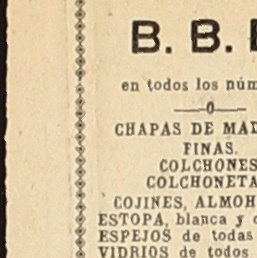 B. B.
en todos los núm
CHAPAS DE MAD
FINAS.
COLCHONES
COLCHONETA
COJINES, ALMOH
ESTOPA, blanca y
ESPEJOS de todas
VIDRIOS de todos